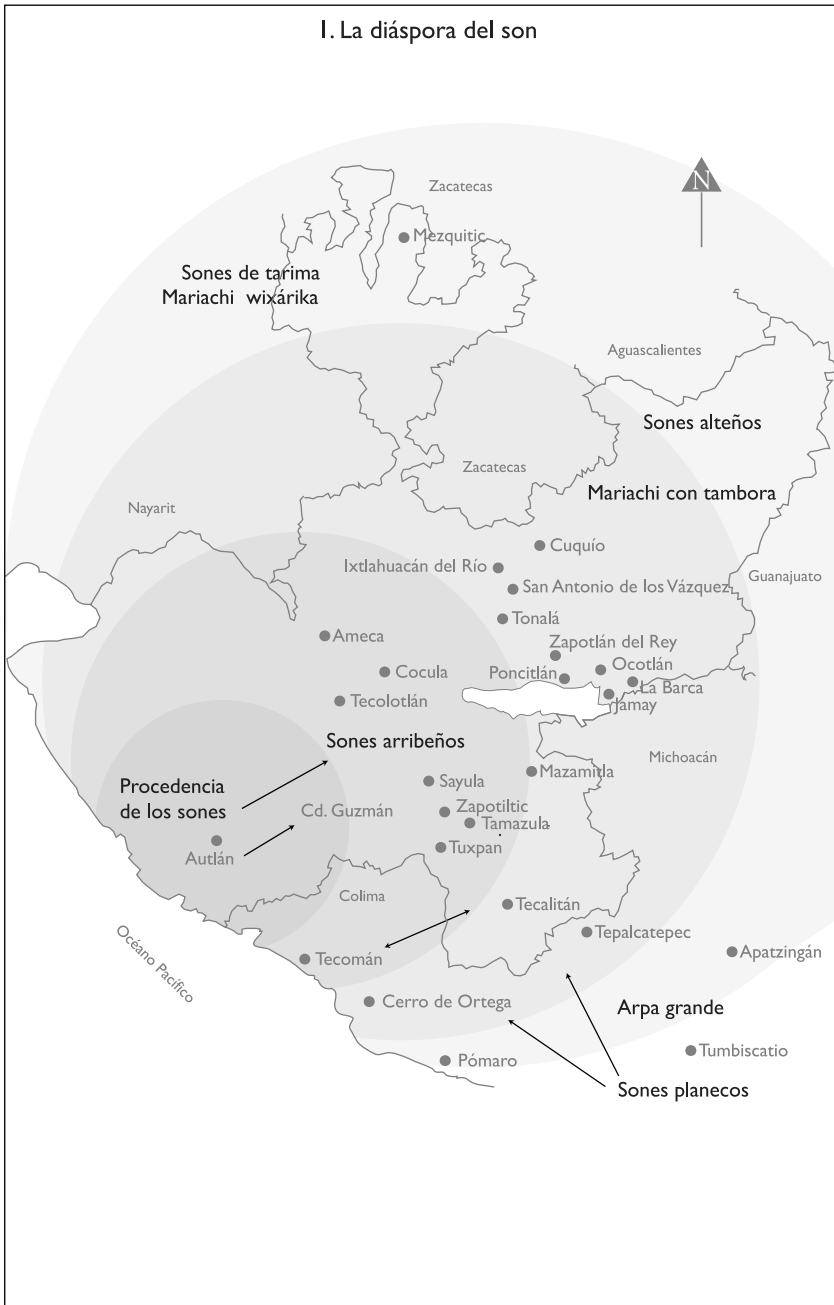 1. La diáspora del son
Zacatecas
N
Mezquitic
Sones de tarima
Mariachi wixárika
Aguascalientes
Sones alteños
Zacatecas
Mariachi con tambora
Nayarit
Cuquío
Ixtlahuacán del Río
Guanajuato
San Antonio de los Vázquez
Tonalá
Ameca
Zapotlán del Rey
Ocotlán
Cocula
Poncitlán
La Barca
Jamay
Tecolotlán
Sones arribeños
Michoacán
Mazamitla
Sayula
Procedencia
de los sones
Cd. Guzmán
Zapotiltic
Tamazula
Autlán
Tuxpan
Colima
Tecalitán
Tepalcatepec
Océano Pacífico
Tecomán
Apatzingán
Cerro de Ortega
Arpa grande
Tumbiscatio
Pómaro
Sones planecos